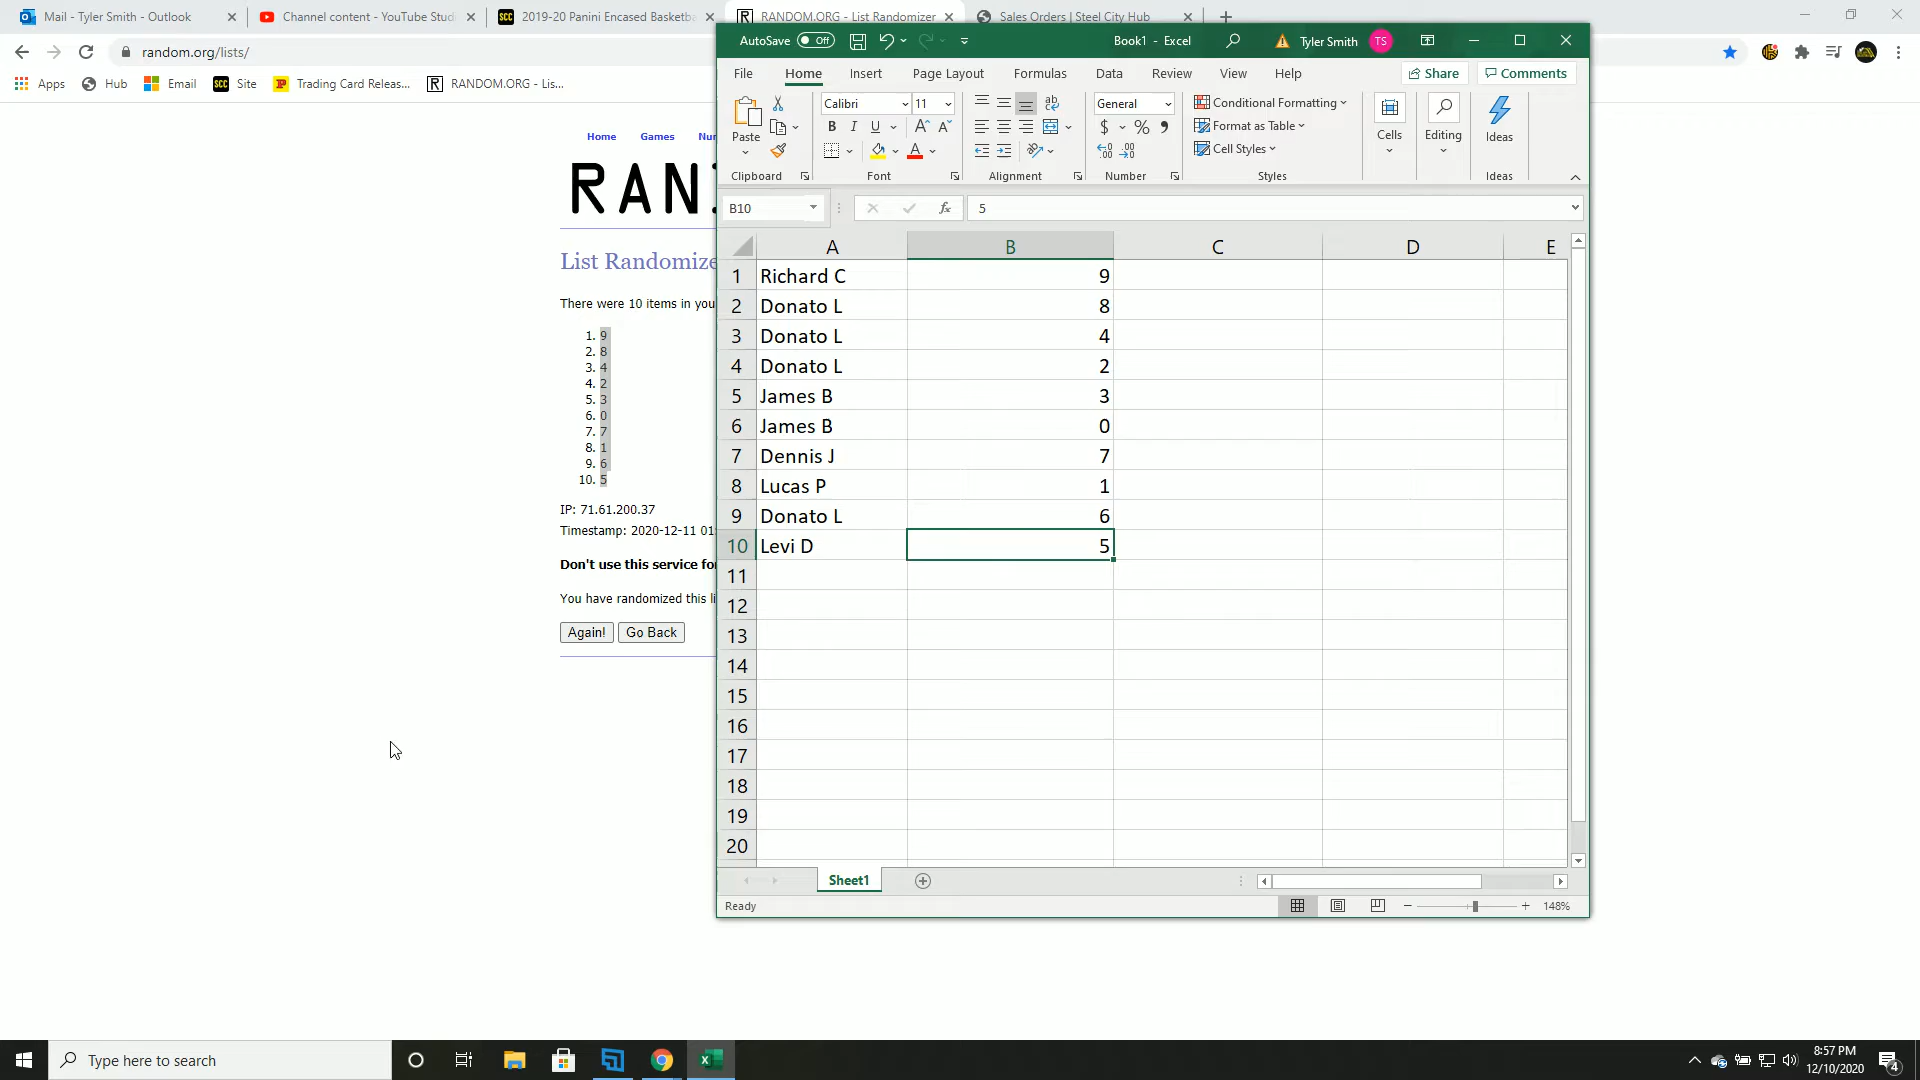 Mail - Tyler Smith - Outlook
Channel content - YouTube Studi
2019-20 Panini Encased Basketba
RANDOM.ORG - List Randomizer
Sales Orders | Steel City Hub
random.org/lists/
Apps
Hub
Email
SCC Site
Trading Card Releas...
RANDOM.ORG - Lis...
AutoSave Off
Book1 - Excel
Tyler Smith TS
File Home Insert Page Layout Formulas Data Review View Help
Share
Comments
Paste
Calibri 11
B I U
General
Conditional Formatting
Format as Table
Cell Styles
Cells
Editing
Ideas
Clipboard Font Alignment Number Styles Ideas
B10
fx 5
A B C D E
1 Richard C 9
2 Donato L 8
3 Donato L 4
4 Donato L 2
5 James B 3
6 James B 0
7 Dennis J 7
8 Lucas P 1
9 Donato L 6
10 Levi D 5
11
12
13
14
15
16
17
18
19
20
Sheet1
Ready
148%
Home Games
RAN
List Randomize
There were 10 items in you
1. 9
2. 8
3. 4
4. 2
5. 3
6. 0
7. 7
8. 1
9. 6
10. 5
IP: 71.61.200.37
Timestamp: 2020-12-11 01
Don't use this service for
You have randomized this li
Again! Go Back
Type here to search
8:57 PM
12/10/2020
4